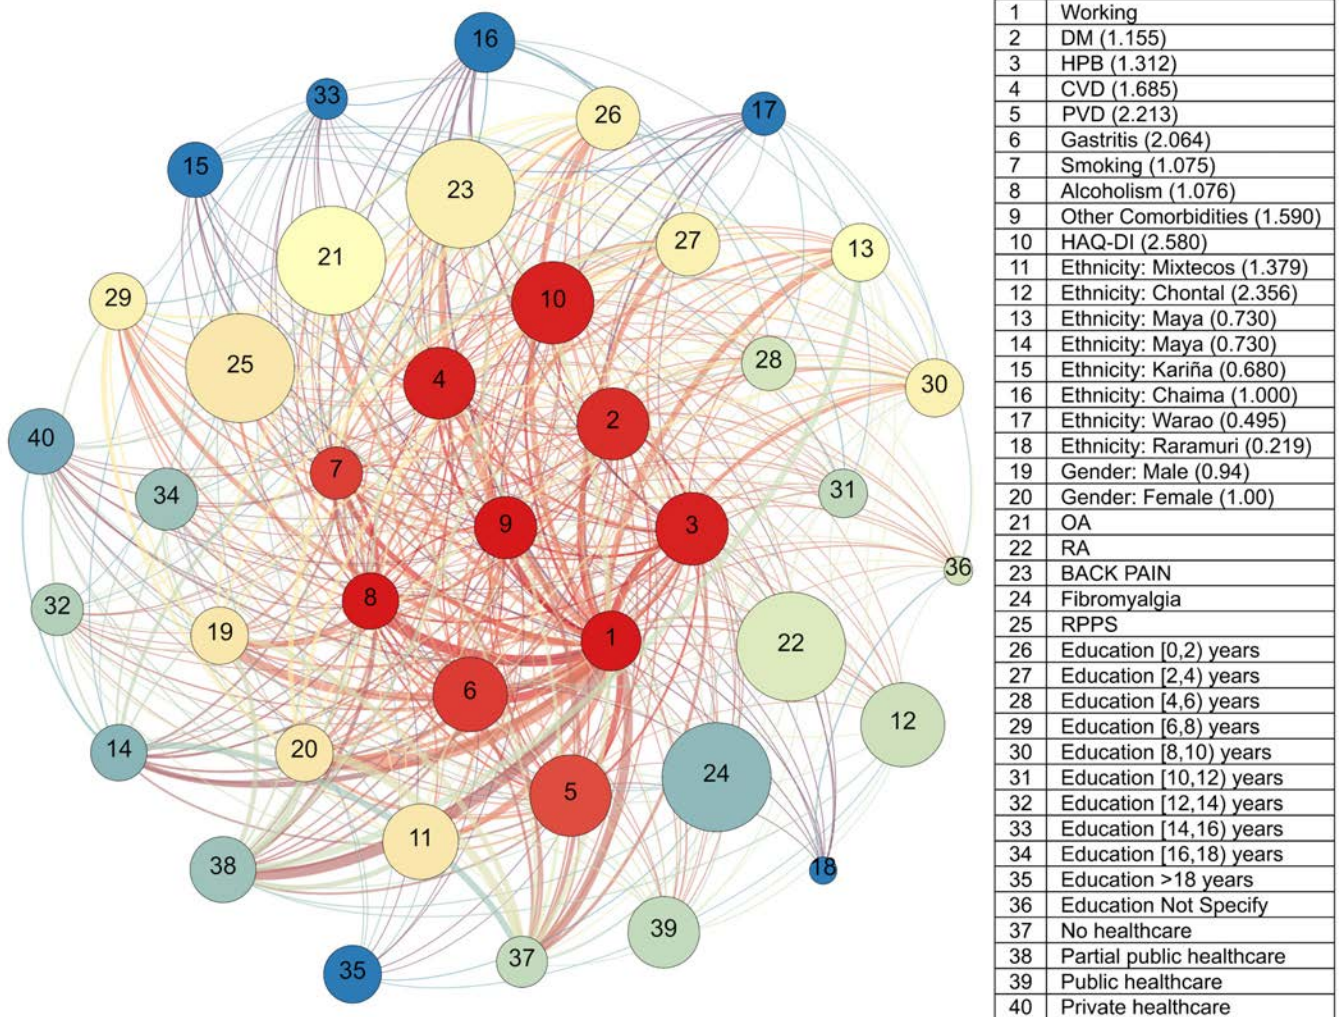 16
33
17
26
15
23
27
13
21
29
10
28
25
4
30
2
40
7
31
34
9
3
36
8
32
19
1
22
6
12
14
20
24
5
11
38
18
39
37
35
1 Working
2 DM (1.155)
3 HPB (1.312)
4 CVD (1.685)
5 PVD (2.213)
6 Gastritis (2.064)
7 Smoking (1.075)
8 Alcoholism (1.076)
9 Other Comorbidities (1.590)
10 HAQ-DI (2.580)
11 Ethnicity: Mixtecos (1.379)
12 Ethnicity: Chontal (2.356)
13 Ethnicity: Maya (0.730)
14 Ethnicity: Maya (0.730)
15 Ethnicity: Kariña (0.680)
16 Ethnicity: Chaima (1.000)
17 Ethnicity: Warao (0.495)
18 Ethnicity: Raramuri (0.219)
19 Gender: Male (0.94)
20 Gender: Female (1.00)
21 OA
22 RA
23 BACK PAIN
24 Fibromyalgia
25 RPPS
26 Education [0,2) years
27 Education [2,4) years
28 Education [4,6) years
29 Education [6,8) years
30 Education [8,10) years
31 Education [10,12) years
32 Education [12,14) years
33 Education [14,16) years
34 Education [16,18) years
35 Education >18 years
36 Education Not Specify
37 No healthcare
38 Partial public healthcare
39 Public healthcare
40 Private healthcare